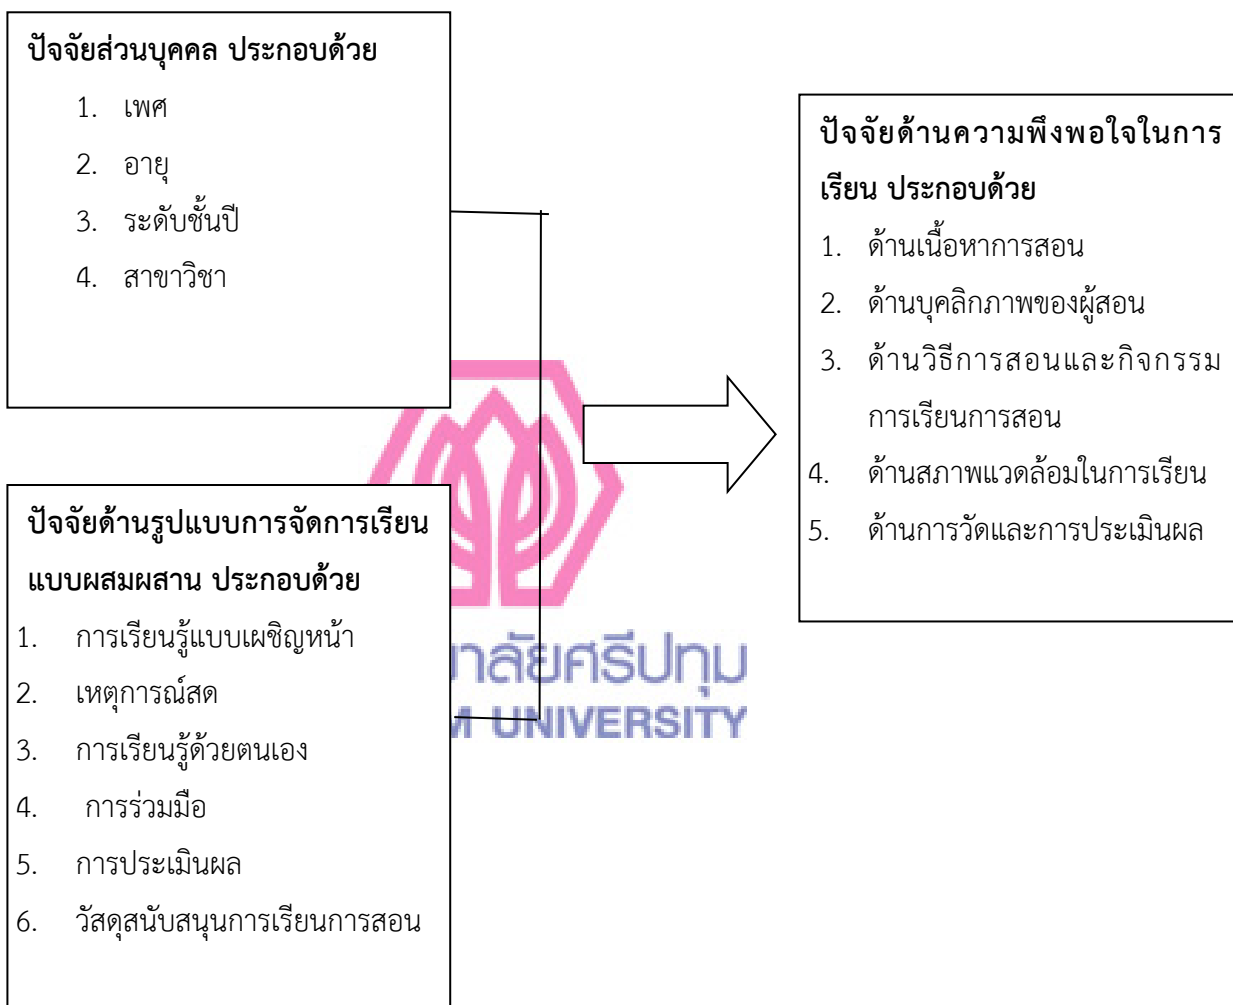 ปัจจัยส่วนบุคคล ประกอบด้วย
1. เพศ
2. อายุ
3. ระดับชั้นปี
4. สาขาวิชา
ปัจจัยด้านรูปแบบการจัดการเรียน
แบบผสมผสาน ประกอบด้วย
1. การเรียนรู้แบบเผชิญหน้า
2. เหตุการณ์สด
3. การเรียนรู้ด้วยตนเอง
4. การร่วมมือ
5. การประเมินผล
6. วัสดุสนับสนุนการเรียนการสอน
ปัจจัยด้านความพึงพอใจในการ
เรียน ประกอบด้วย
1. ด้านเนื้อหาการสอน
2. ด้านบุคลิกภาพของผู้สอน
3. ด้านวิธีการสอนและกิจกรรม
การเรียนการสอน
4. ด้านสภาพแวดล้อมในการเรียน
5. ด้านการวัดและการประเมินผล
าลัยศรีปทุม
M UNIVERSITY